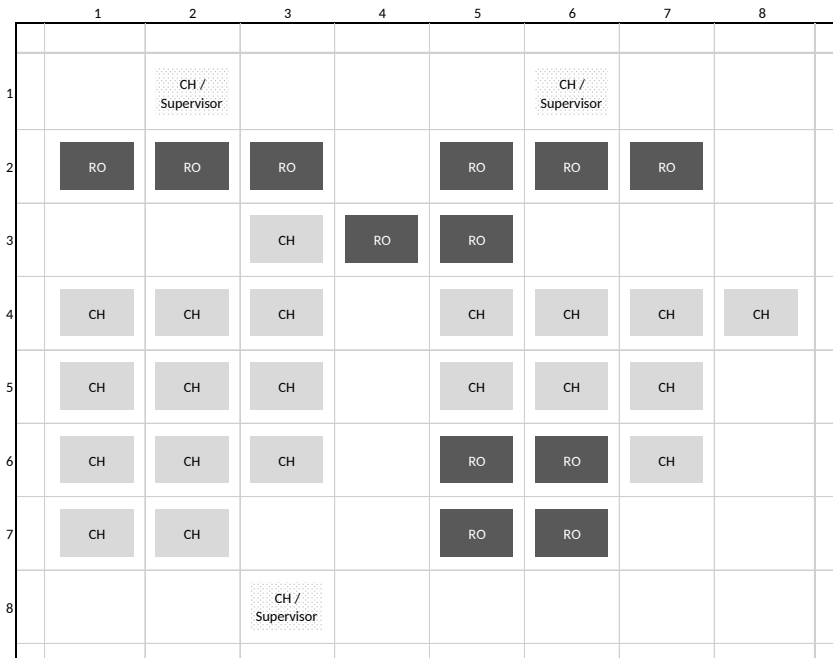 1 2 3 4 5 6 7 8
1 CH / CH /
Supervisor Supervisor
2 RO RO RO RO RO RO
3 CH RO RO
4 CH CH CH CH CH CH CH
5 CH CH CH CH CH CH
6 CH CH CH RO RO CH
7 CH CH RO RO
8 CH /
Supervisor